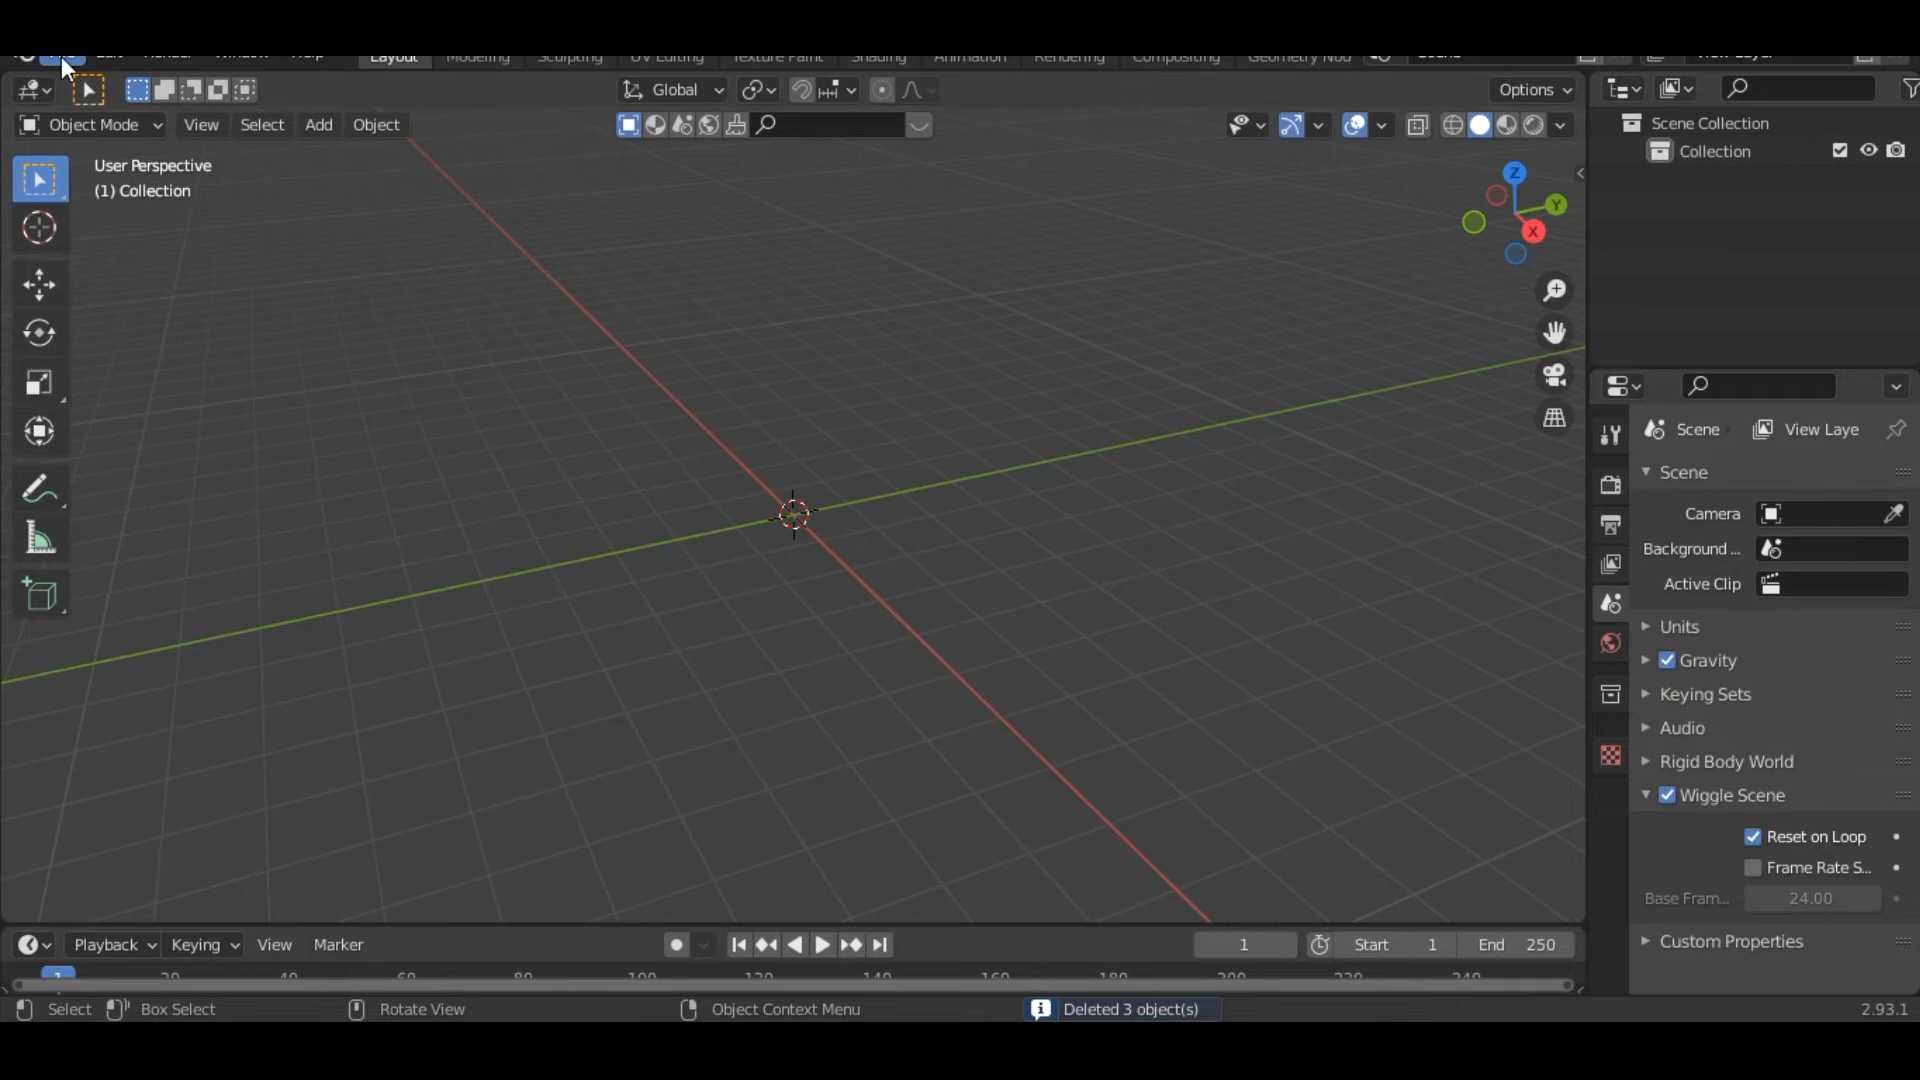 Layout Modeling Sculpting UV Editing Texture Paint Shading Animation Rendering Compositing Geometry Nod
Global
Options
Object Mode View Select Add Object
User Perspective
(1) Collection
Z
Y
X
Scene Collection
Collection
Scene View Laye
Scene
Camera
Background ...
Active Clip
Units
Gravity
Keying Sets
Audio
Rigid Body World
Wiggle Scene
Reset on Loop
Frame Rate S...
Base Fram... 24.00
Custom Properties
Playback Keying View Marker 1 Start 1 End 250
1 20 40 60 80 100 120 140 160 180 200 220 240
Select Box Select Rotate View Object Context Menu Deleted 3 object(s) 2.93.1